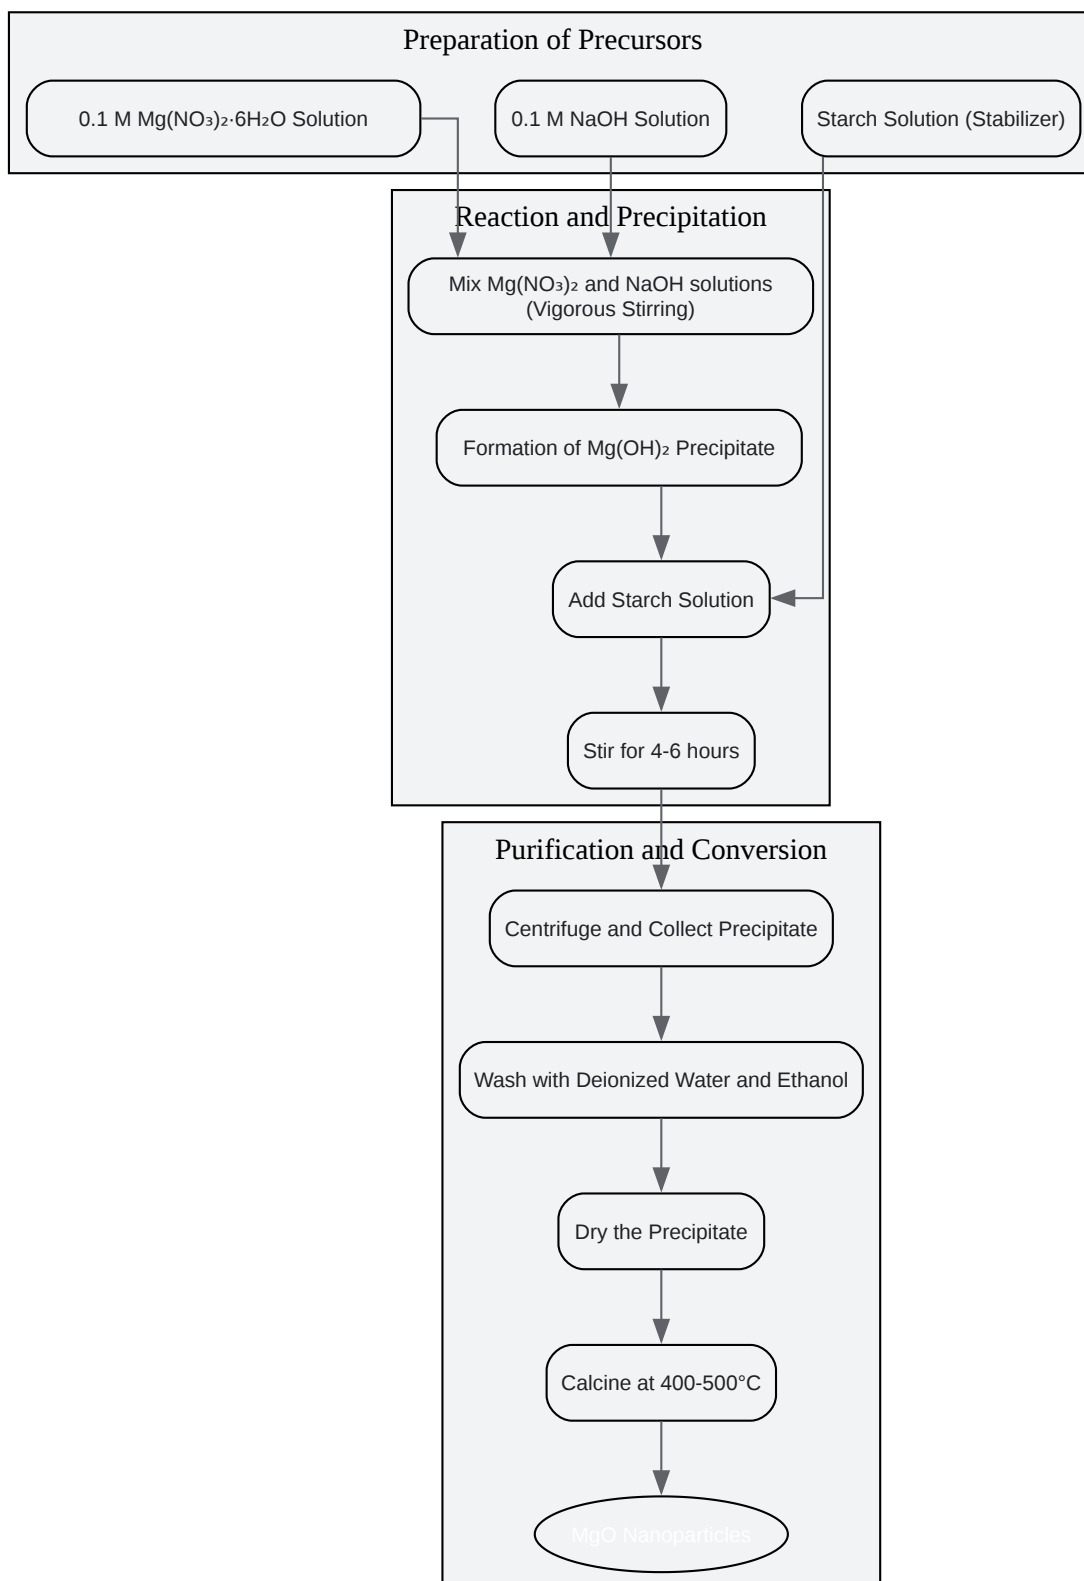 Preparation of Precursors
0.1 M Mg(NO₃)₂·6H₂O Solution
0.1 M NaOH Solution
Starch Solution (Stabilizer)
Reaction and Precipitation
Mix Mg(NO₃)₂ and NaOH solutions
(Vigorous Stirring)
Formation of Mg(OH)₂ Precipitate
Add Starch Solution
Stir for 4-6 hours
Purification and Conversion
Centrifuge and Collect Precipitate
Wash with Deionized Water and Ethanol
Dry the Precipitate
Calcine at 400-500°C
MgO Nanoparticles